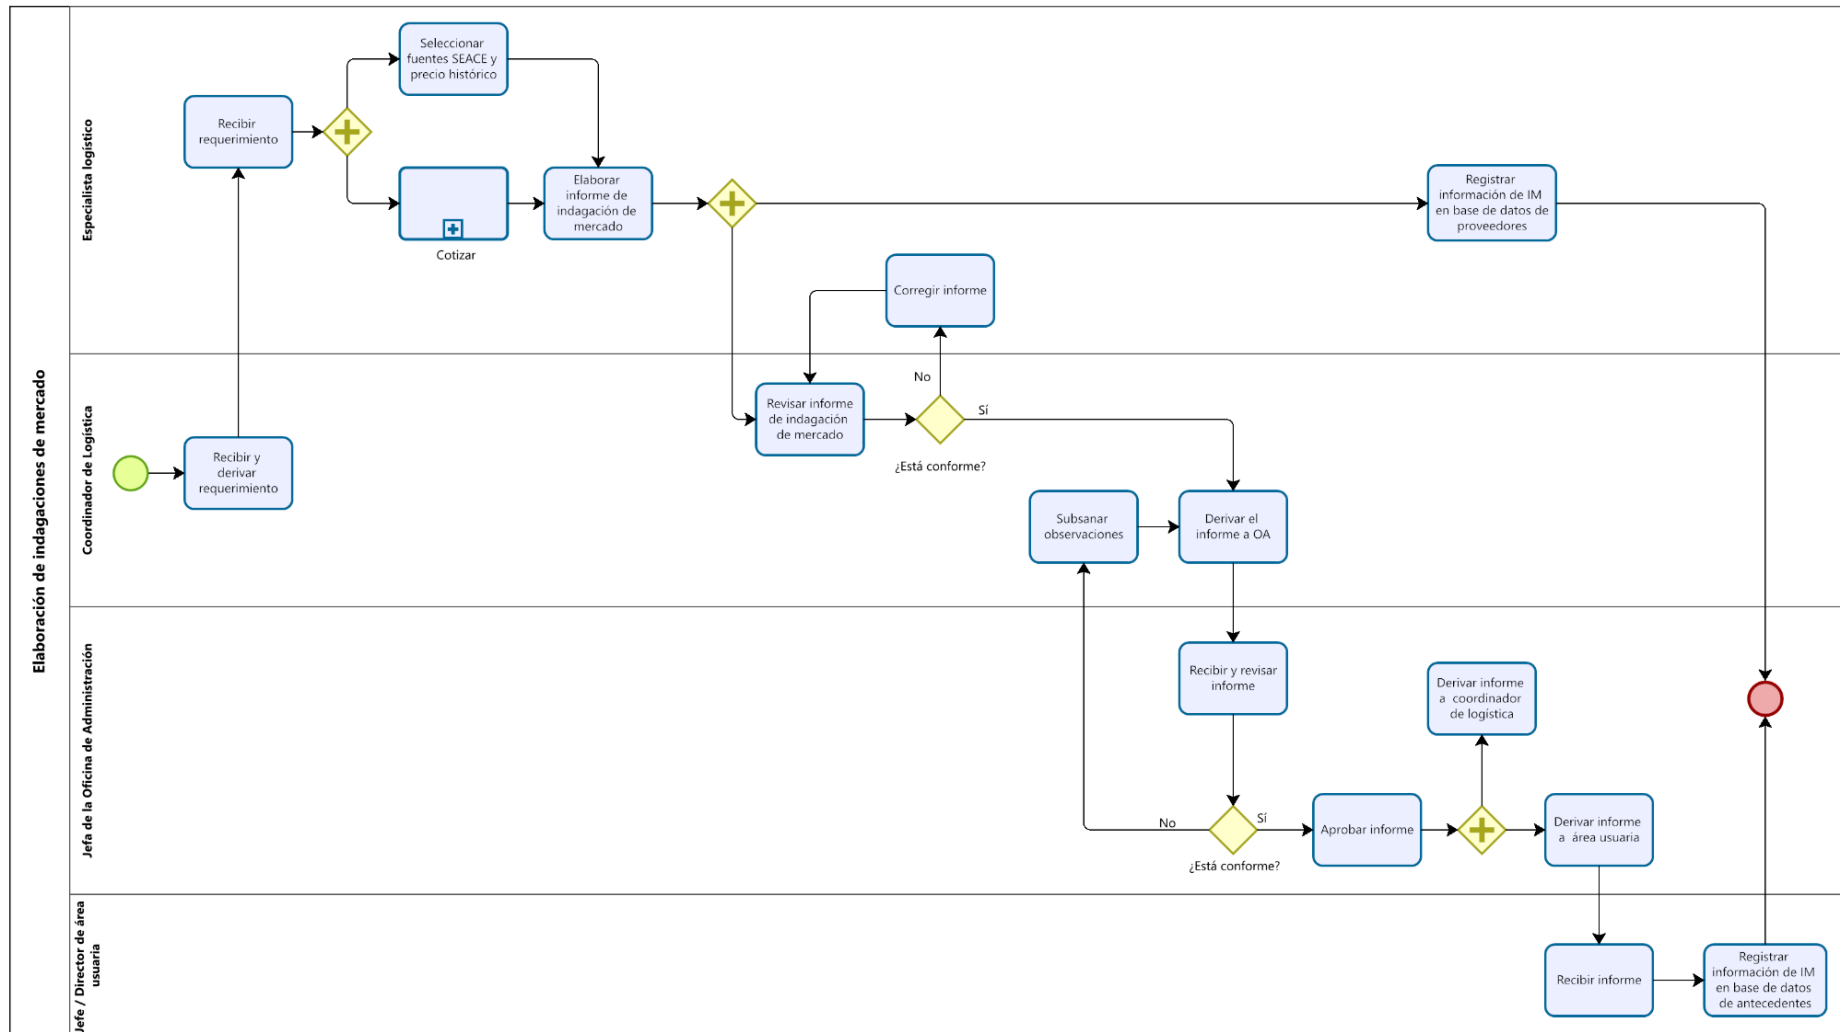 Elaboración de indagaciones de mercado
Especialista logístico
Seleccionar
fuentes SEACE y
precio histórico
Recibir
requerimiento
Cotizar
Elaborar
informe de
indagación de
mercado
Registrar
información de IM
en base de datos de
proveedores
Corregir informe
Coordinador de Logística
Recibir y
derivar
requerimiento
Revisar informe
de indagación
de mercado
No
Sí
¿Está conforme?
Subsanar
observaciones
Derivar el
informe a OA
Jefa de la Oficina de Administración
Recibir y revisar
informe
No
Sí
¿Está conforme?
Aprobar informe
Derivar informe
a coordinador
de logística
Derivar informe
a área usuaria
Jefe / Director de área
usuaria
Recibir informe
Registrar
información de IM
en base de datos
de antecedentes